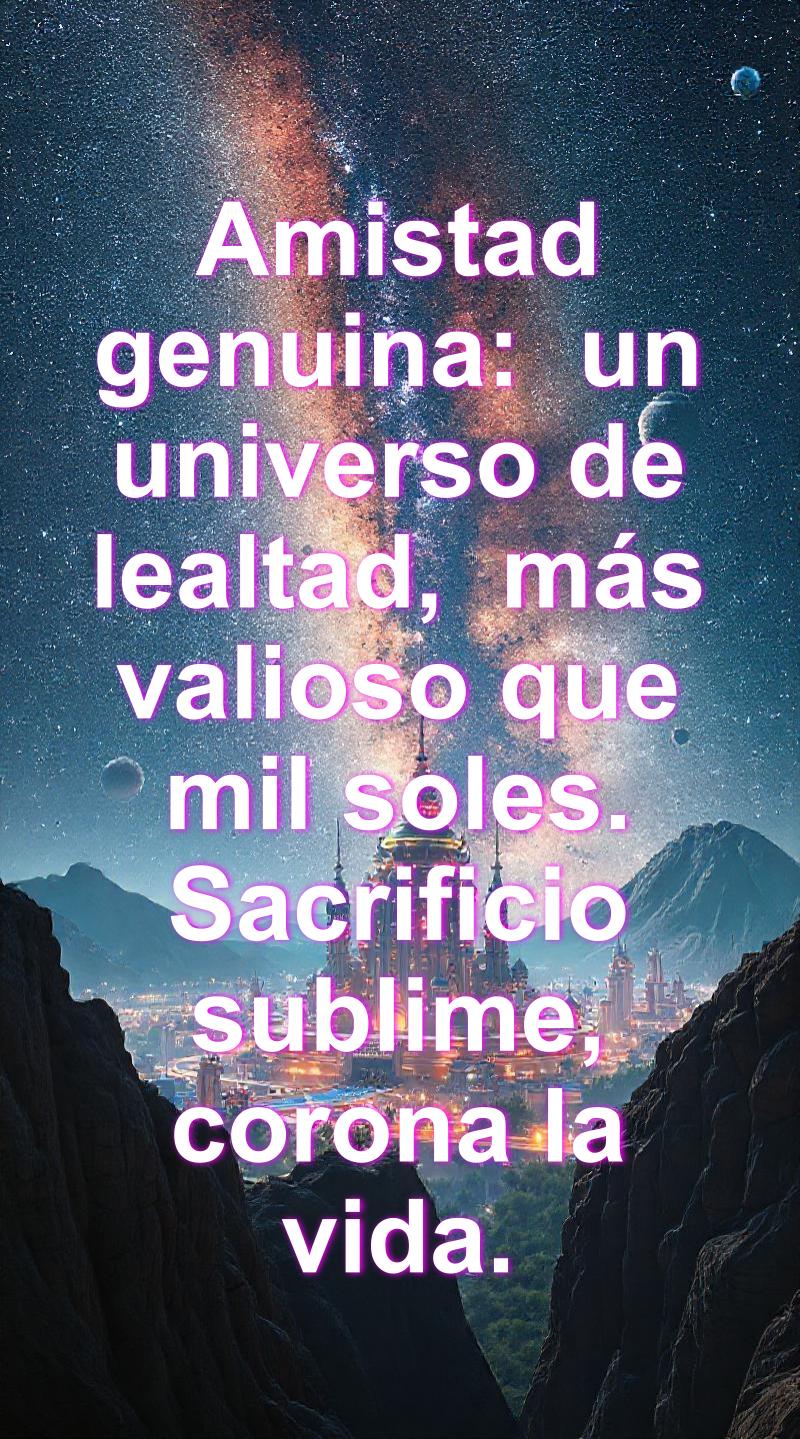 Amistad
genuina:  un
universo de
lealtad,  más
valioso que
mil soles.
Sacrificio
sublime,
corona la
vida.